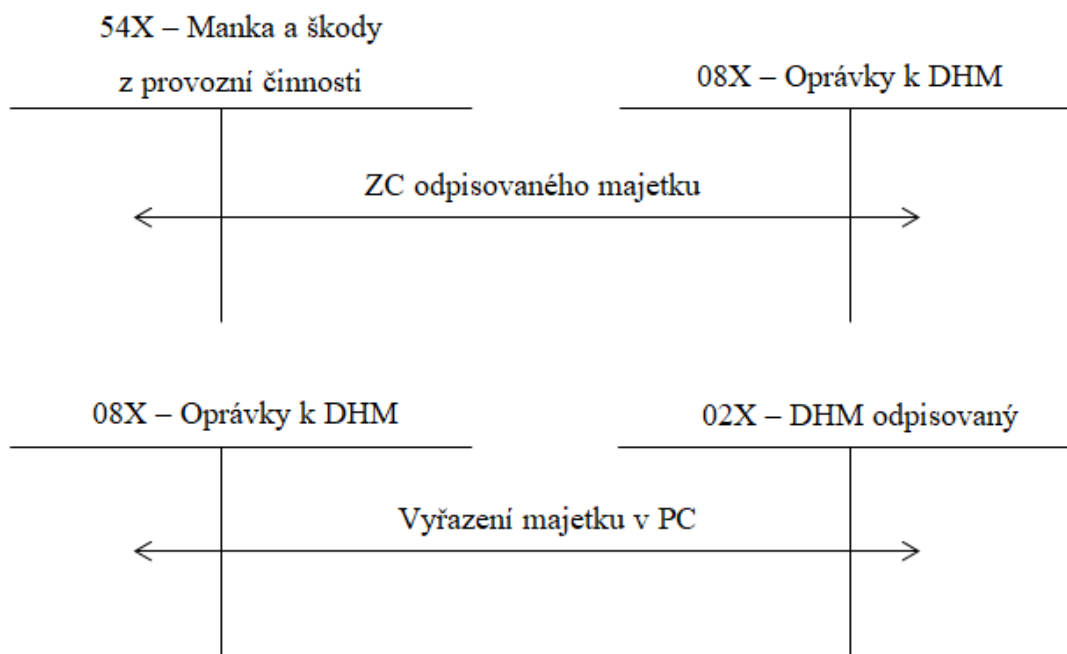 54X – Manka a škody
z provozní činnosti
08X – Oprávky k DHM
ZC odpisovaného majetku
08X – Oprávky k DHM
02X – DHM odpisovaný
Vyřazení majetku v PC